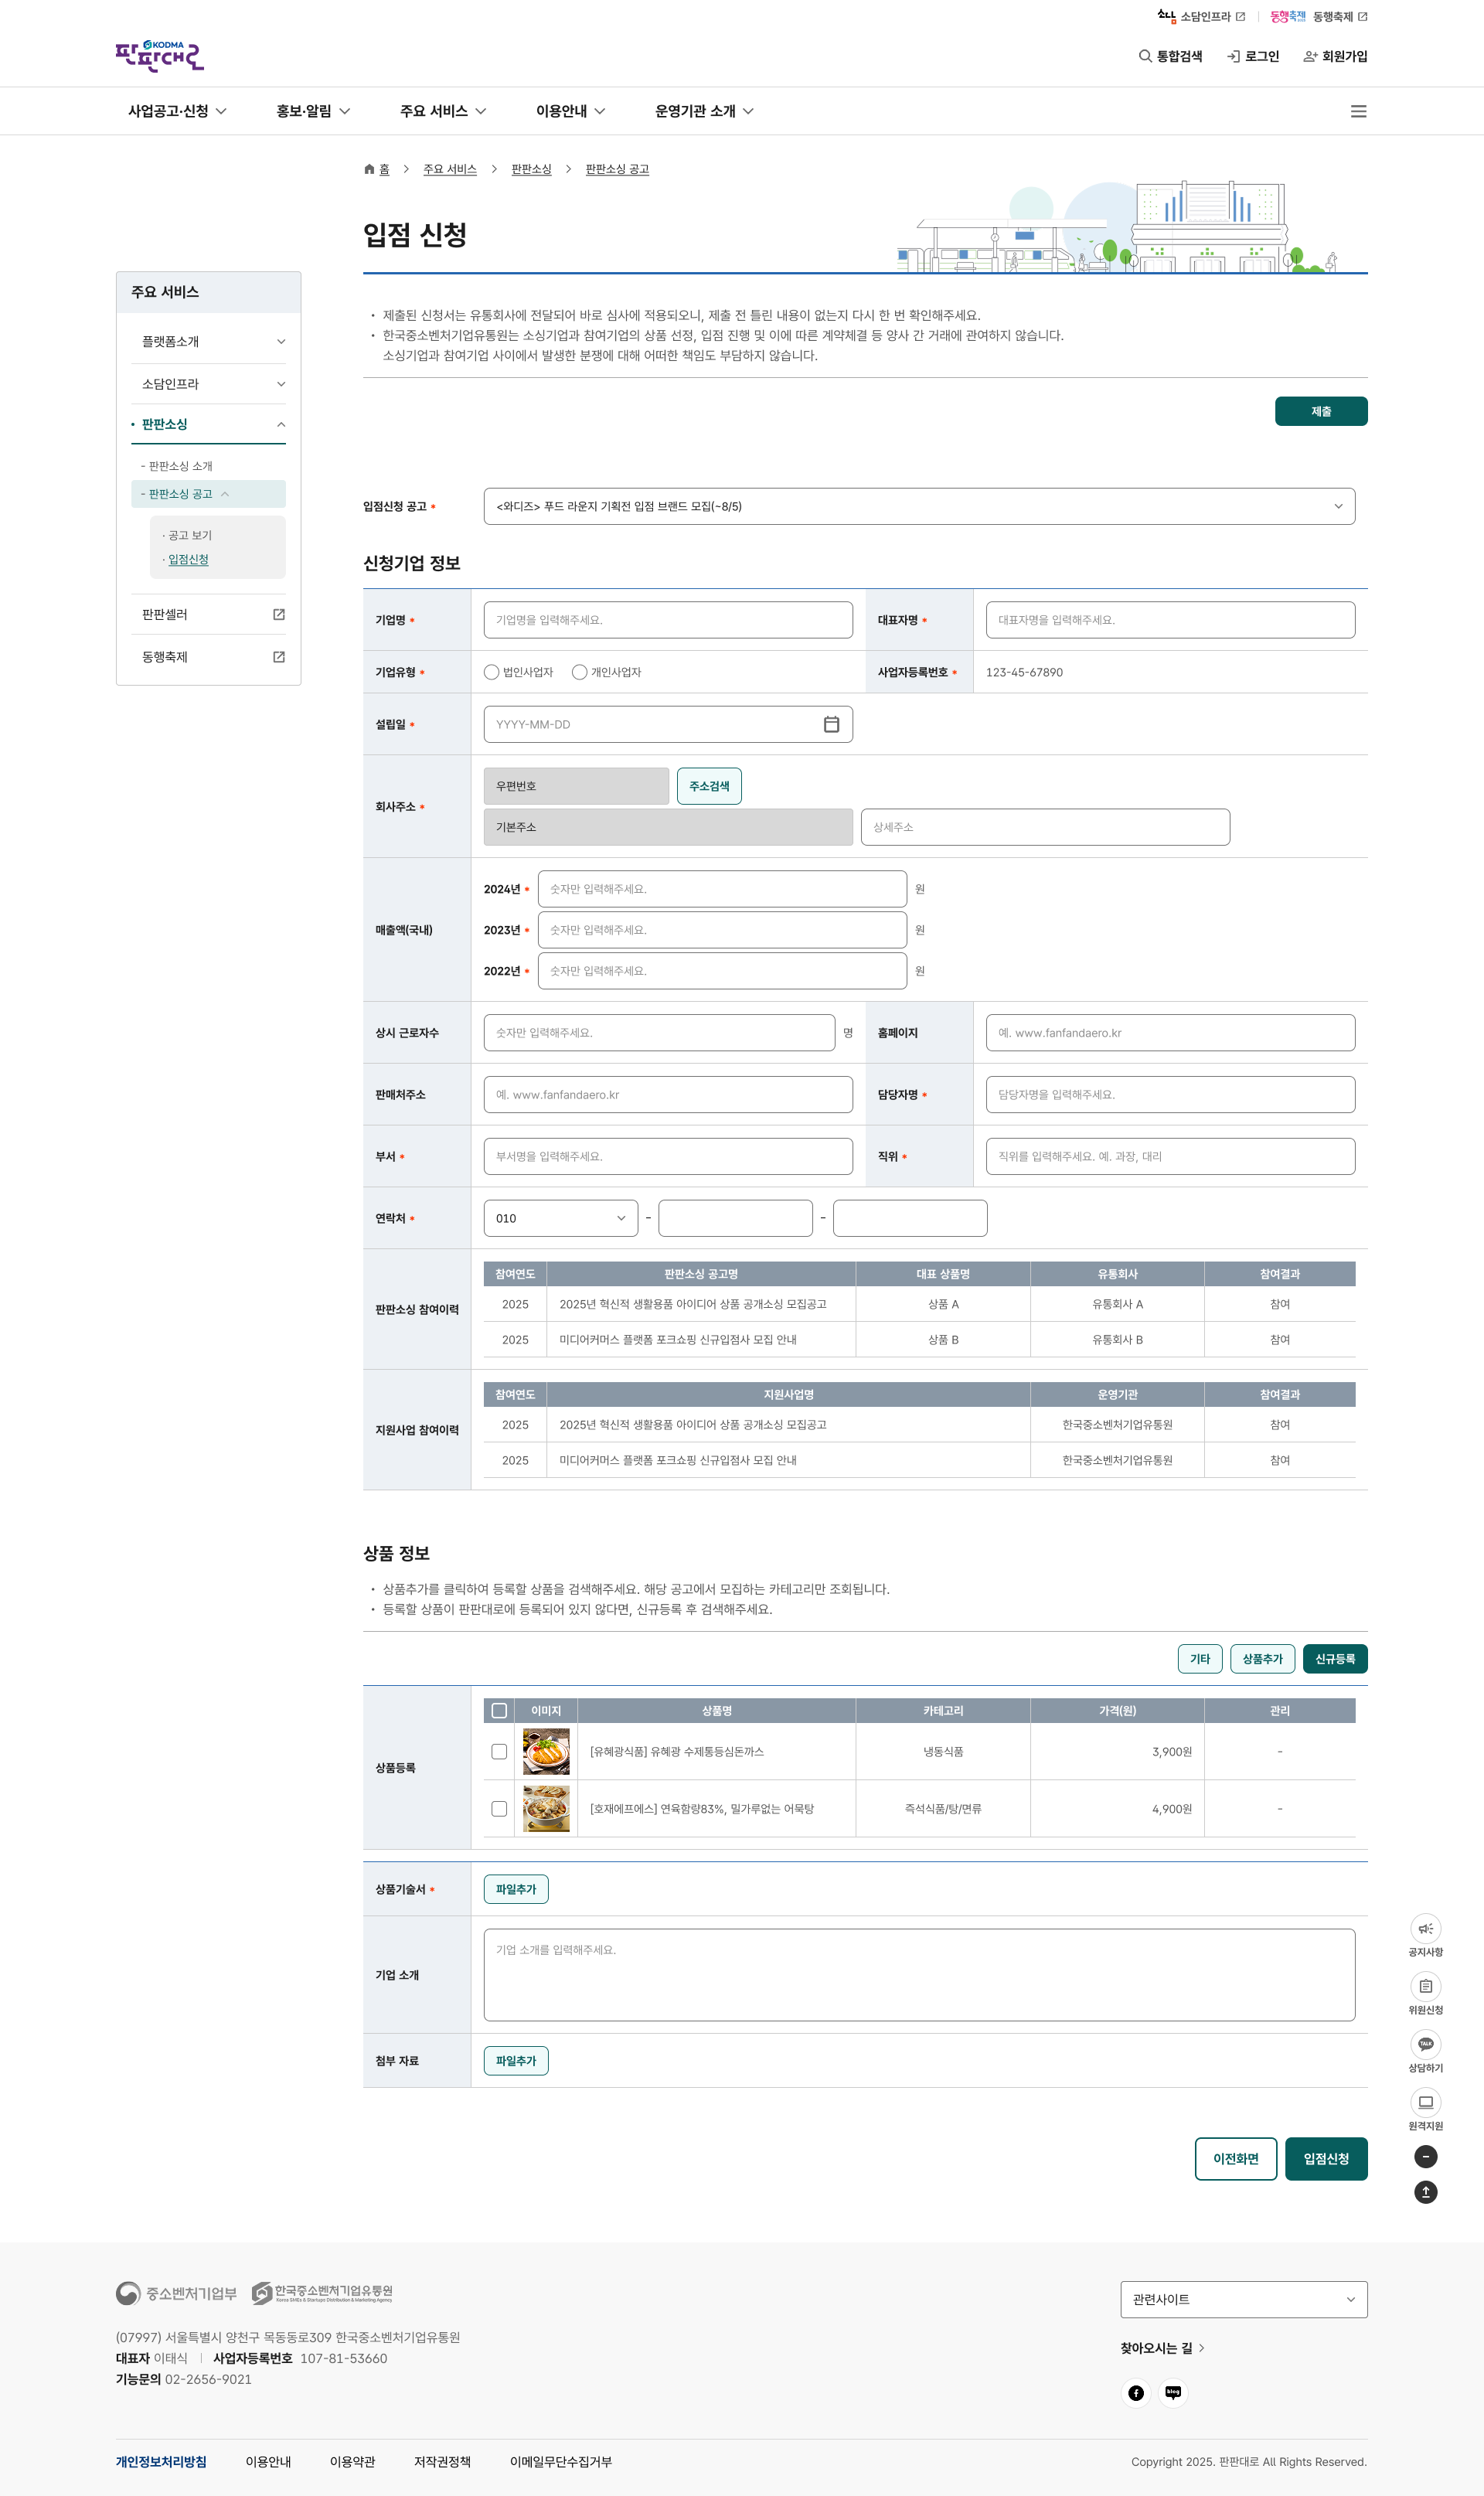 소담인프라
동행축제 동행축제
KODMA
판판대로
통합검색 로그인 회원가입
사업공고·신청 홍보·알림 주요 서비스 이용안내 운영기관 소개
홈 주요 서비스 판판소싱 판판소싱 공고
입점 신청
주요 서비스
플랫폼소개
소담인프라
판판소싱
- 판판소싱 소개
- 판판소싱 공고
· 공고 보기
· 입점신청
판판셀러
동행축제
• 제출된 신청서는 유통회사에 전달되어 바로 심사에 적용되오니, 제출 전 틀린 내용이 없는지 다시 한 번 확인해주세요.
• 한국중소벤처기업유통원는 소싱기업과 참여기업의 상품 선정, 입점 진행 및 이에 따른 계약체결 등 양사 간 거래에 관여하지 않습니다.
소싱기업과 참여기업 사이에서 발생한 분쟁에 대해 어떠한 책임도 부담하지 않습니다.
제출
입점신청 공고 * <와디즈> 푸드 라운지 기획전 입점 브랜드 모집(~8/5)
신청기업 정보
기업명 * 기업명을 입력해주세요. 대표자명 * 대표자명을 입력해주세요.
기업유형 * 법인사업자 개인사업자 사업자등록번호 * 123-45-67890
설립일 * YYYY-MM-DD
회사주소 * 우편번호 주소검색
기본주소 상세주소
매출액(국내)
2024년 * 숫자만 입력해주세요. 원
2023년 * 숫자만 입력해주세요. 원
2022년 * 숫자만 입력해주세요. 원
상시 근로자수 숫자만 입력해주세요. 명 홈페이지 예. www.fanfandaero.kr
판매처주소 예. www.fanfandaero.kr 담당자명 * 담당자명을 입력해주세요.
부서 * 부서명을 입력해주세요. 직위 * 직위를 입력해주세요. 예. 과장, 대리
연락처 * 010 - -
판판소싱 참여이력
참여연도 판판소싱 공고명 대표 상품명 유통회사 참여결과
2025 2025년 혁신적 생활용품 아이디어 상품 공개소싱 모집공고 상품 A 유통회사 A 참여
2025 미디어커머스 플랫폼 포크쇼핑 신규입점사 모집 안내 상품 B 유통회사 B 참여
지원사업 참여이력
참여연도 지원사업명 운영기관 참여결과
2025 2025년 혁신적 생활용품 아이디어 상품 공개소싱 모집공고 한국중소벤처기업유통원 참여
2025 미디어커머스 플랫폼 포크쇼핑 신규입점사 모집 안내 한국중소벤처기업유통원 참여
상품 정보
• 상품추가를 클릭하여 등록할 상품을 검색해주세요. 해당 공고에서 모집하는 카테고리만 조회됩니다.
• 등록할 상품이 판판대로에 등록되어 있지 않다면, 신규등록 후 검색해주세요.
기타 상품추가 신규등록
상품등록
이미지 상품명 카테고리 가격(원) 관리
[유혜광식품] 유혜광 수제통등심돈까스 냉동식품 3,900원 -
[호재에프에스] 연육함량83%, 밀가루없는 어묵탕 즉석식품/탕/면류 4,900원 -
상품기술서 * 파일추가
기업 소개 기업 소개를 입력해주세요.
첨부 자료 파일추가
공지사항
위원신청
TALK
상담하기
원격지원
이전화면 입점신청
중소벤처기업부 한국중소벤처기업유통원
Korea SMEs & Startups Distribution & Marketing Agency
관련사이트
(07997) 서울특별시 양천구 목동동로309 한국중소벤처기업유통원
대표자 이태식 사업자등록번호 107-81-53660
기능문의 02-2656-9021
찾아오시는 길
blog
개인정보처리방침 이용안내 이용약관 저작권정책 이메일무단수집거부
Copyright 2025. 판판대로 All Rights Reserved.